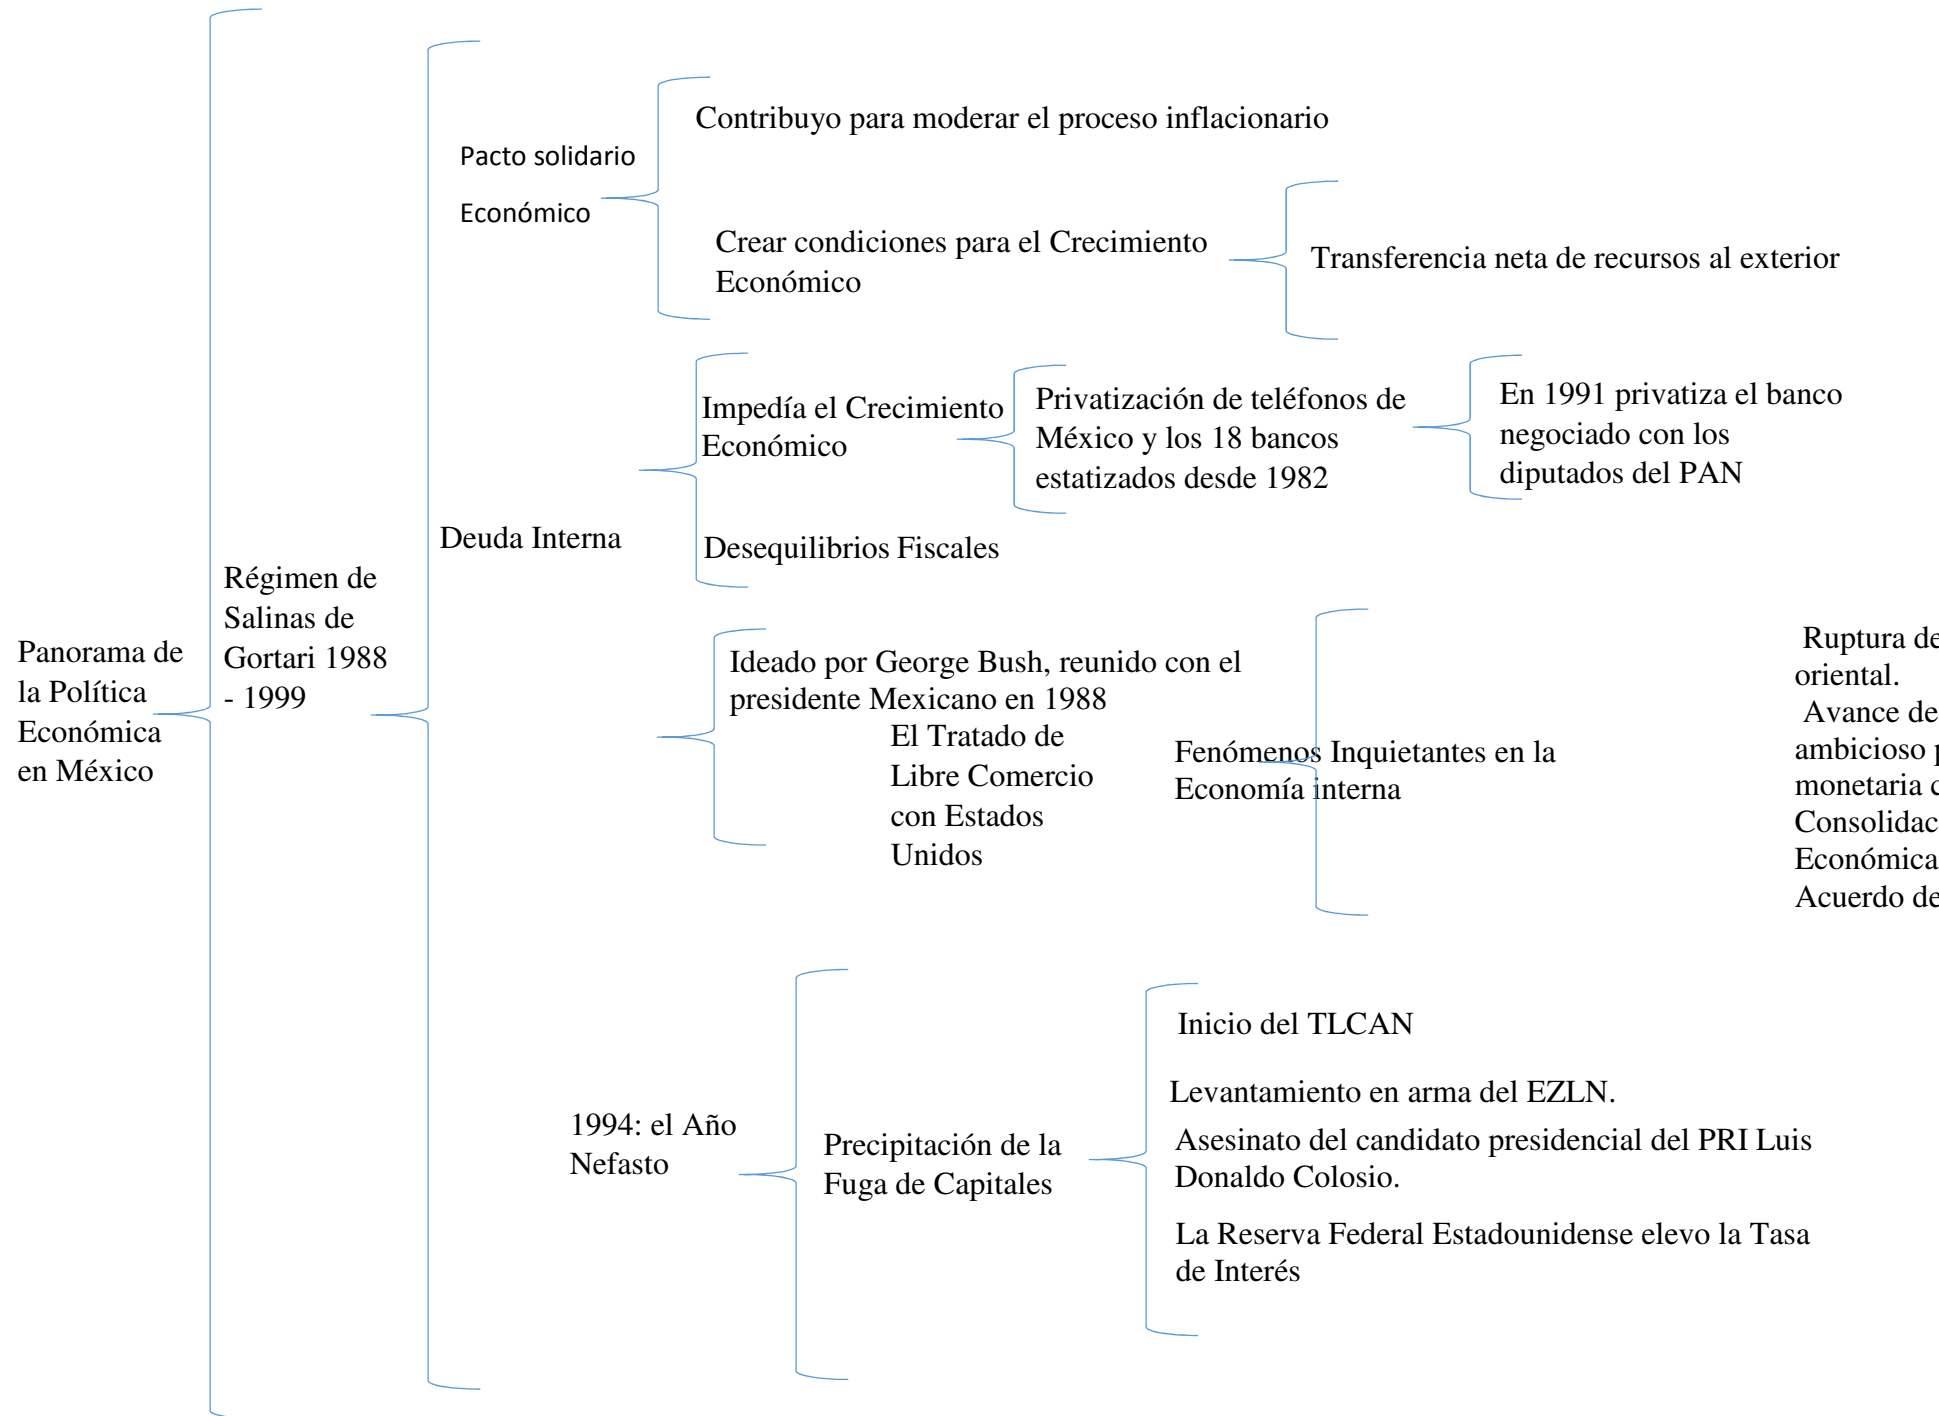 Panorama de
la Política
Económica
en México
Régimen de
Salinas de
Gortari 1988
- 1999
Pacto solidario
Económico
Contribuyo para moderar el proceso inflacionario
Crear condiciones para el Crecimiento
Económico
Transferencia neta de recursos al exterior
Deuda Interna
Impedía el Crecimiento
Económico
Privatización de teléfonos de
México y los 18 bancos
estatizados desde 1982
En 1991 privatiza el banco
negociado con los
diputados del PAN
Desequilibrios Fiscales
Ideado por George Bush, reunido con el
presidente Mexicano en 1988
El Tratado de
Libre Comercio
con Estados
Unidos
Fenómenos Inquietantes en la
Economía interna
Ruptura de
oriental.
Avance de
ambicioso
monetaria
Económica
Acuerdo de
1994: el Año
Nefasto
Precipitación de la
Fuga de Capitales
Inicio del TLCAN
Levantamiento en arma del EZLN.
Asesinato del candidato presidencial del PRI Luis
Donaldo Colosio.
La Reserva Federal Estadounidense elevo la Tasa
de Interés